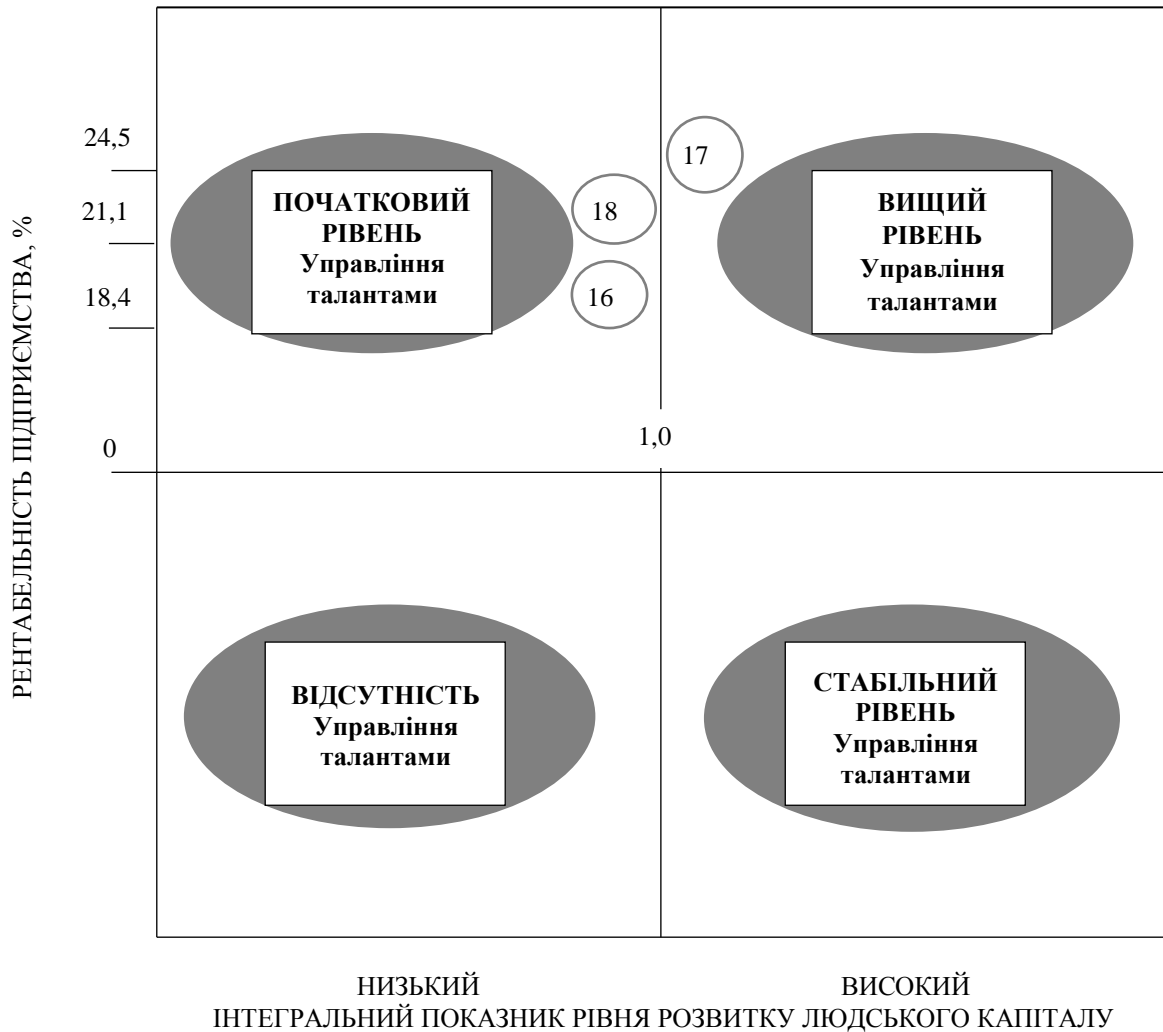 РЕНТАБЕЛЬНІСТЬ ПІДПРИЄМСТВА, %
24,5
21,1
18,4
0
1,0
ПОЧАТКОВИЙ
РІВЕНЬ
Управління
талантами
18
16
17
ВИЩИЙ
РІВЕНЬ
Управління
талантами
ВІДСУТНІСТЬ
Управління
талантами
СТАБІЛЬНИЙ
РІВЕНЬ
Управління
талантами
НИЗЬКИЙ
ВИСОКИЙ
ІНТЕГРАЛЬНИЙ ПОКАЗНИК РІВНЯ РОЗВИТКУ ЛЮДСЬКОГО КАПІТАЛУ